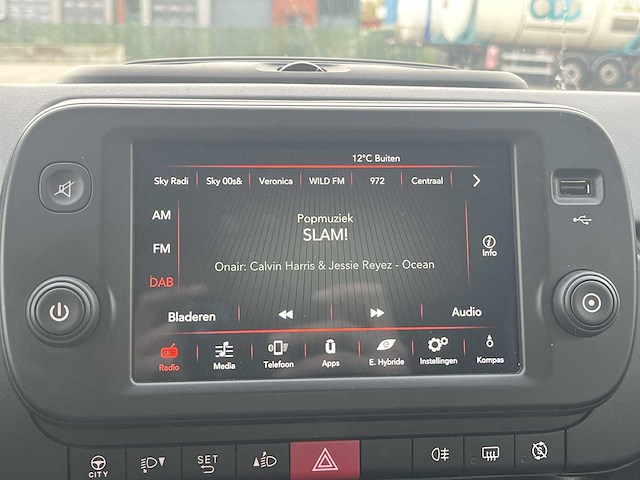 12°C Buiten
Sky Radi Sky 00s& Veronica WILD FM 972 Centraal
AM
Popmuziek
SLAM!
FM
Info
Onair: Calvin Harris & Jessie Reyez - Ocean
DAB
Bladeren Audio
Radio Media Telefoon Apps E. Hybride Instellingen Kompas
CITY SET